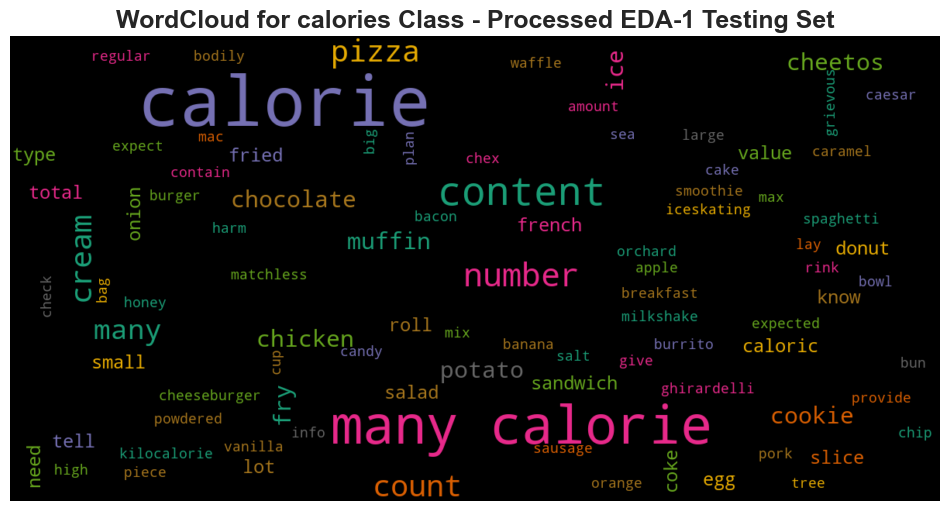 WordCloud for calories Class - Processed EDA-1 Testing Set
regular
bodily
pizza
waffle
ice
cheetos
calorie
amount
grievous
caesar
type
expect
mac
fried
big
plan
chex
sea
large
value
caramel
contain
cake
total
burger
onion
chocolate
content
smoothie
max
iceskating
bacon
french
spaghetti
harm
muffin
orchard
lay
donut
cream
matchless
number
apple
rink
bowl
check
bag
honey
breakfast
know
many
roll
mix
milkshake
expected
chicken
candy
banana
salt
burrito
caloric
small
cup
potato
give
bun
sandwich
cheeseburger
fry
salad
ghirardelli
provide
powdered
many calorie
cookie
tell
info
chip
need
kilocalorie
vanilla
sausage
pork
slice
high
piece
lot
count
orange
coke
egg
tree